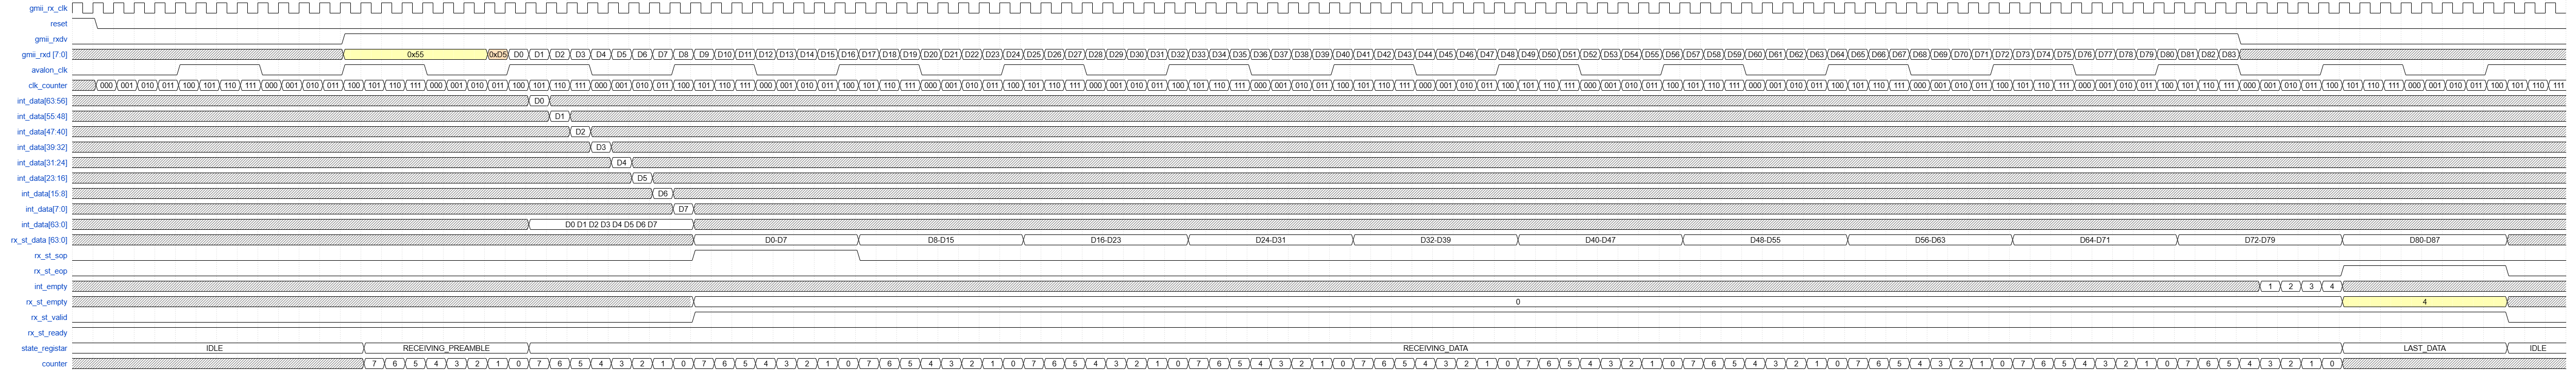 gmii_rx_clk
reset
gmii_rxdv
gmii_rxd [7:0] 0x55 0xD5 D0 D1 D2 D3 D4 D5 D6 D7 D8 D9 D10 D11 D12 D13 D14 D15 D16 D17 D18 D19 D20 D21 D22 D23 D24 D25 D26 D27 D28 D29 D30 D31 D32 D33 D34 D35 D36 D37 D38 D39 D40 D41 D42 D43 D44 D45 D46 D47 D48 D49 D50 D51 D52 D53 D54 D55 D56 D57 D58 D59 D60 D61 D62 D63 D64 D65 D66 D67 D68 D69 D70 D71 D72 D73 D74 D75 D76 D77 D78 D79 D80 D81 D82 D83
avalon_clk
clk_counter 000 001 010 011 100 101 110 111 000 001 010 011 100 101 110 111 000 001 010 011 100 101 110 111 000 001 010 011 100 101 110 111 000 001 010 011 100 101 110 111 000 001 010 011 100 101 110 111 000 001 010 011 100 101 110 111 000 001 010 011 100 101 110 111 000 001 010 011 100 101 110 111 000 001 010 011 100 101 110 111 000 001 010 011 100 101 110 111 000 001 010 011 100 101 110 111 000 001 010 011 100 101 110 111 000 001 010 011 100 101 110 111 000 001 010 011 100 101 110 111
int_data[63:56] D0
int_data[55:48] D1
int_data[47:40] D2
int_data[39:32] D3
int_data[31:24] D4
int_data[23:16] D5
int_data[15:8] D6
int_data[7:0] D7
int_data[63:0] D0 D1 D2 D3 D4 D5 D6 D7
rx_st_data [63:0] D0-D7 D8-D15 D16-D23 D24-D31 D32-D39 D40-D47 D48-D55 D56-D63 D64-D71 D72-D79 D80-D87
rx_st_sop
rx_st_eop
int_empty 1 2 3 4
rx_st_empty 0 4
rx_st_valid
rx_st_ready
state_registar IDLE RECEIVING_PREAMBLE RECEIVING_DATA LAST_DATA IDLE
counter 7 6 5 4 3 2 1 0 7 6 5 4 3 2 1 0 7 6 5 4 3 2 1 0 7 6 5 4 3 2 1 0 7 6 5 4 3 2 1 0 7 6 5 4 3 2 1 0 7 6 5 4 3 2 1 0 7 6 5 4 3 2 1 0 7 6 5 4 3 2 1 0 7 6 5 4 3 2 1 0 7 6 5 4 3 2 1 0 7 6 5 4 3 2 1 0